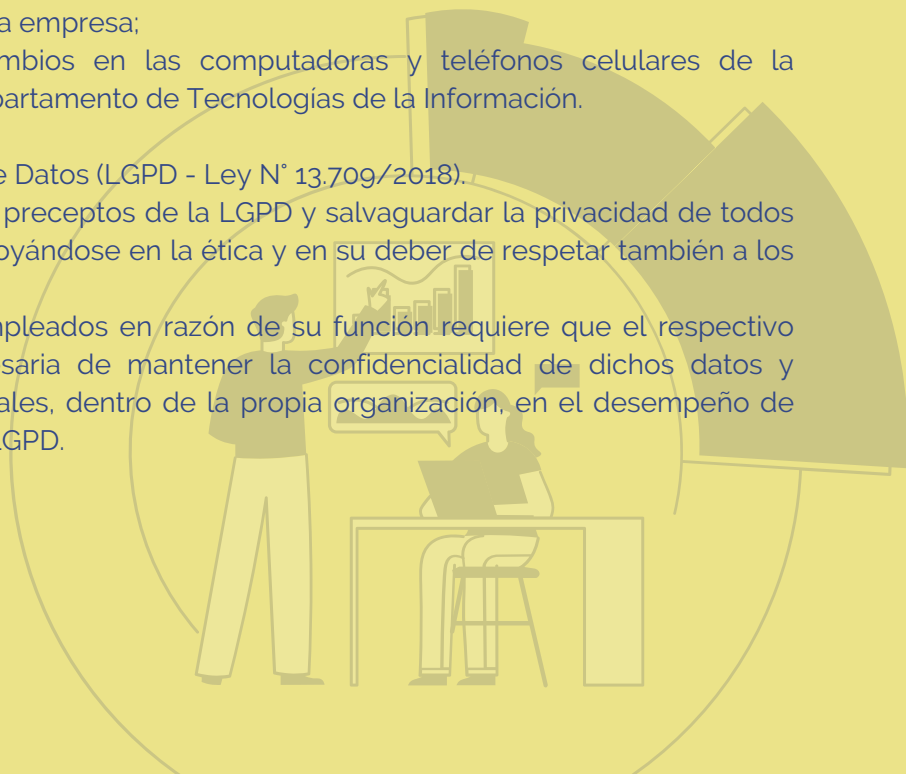 a empresa;
mbios en las computadoras y teléfonos celulares de la
partamento de Tecnologías de la Información.
e Datos (LGPD - Ley N° 13.709/2018).
preceptos de la LGPD y salvaguardar la privacidad de todos
oyándose en la ética y en su deber de respetar también a los
mpleados en razón de su función requiere que el respectivo
saria de mantener la confidencialidad de dichos datos y
ales, dentro de la propia organización, en el desempeño de
LGPD.